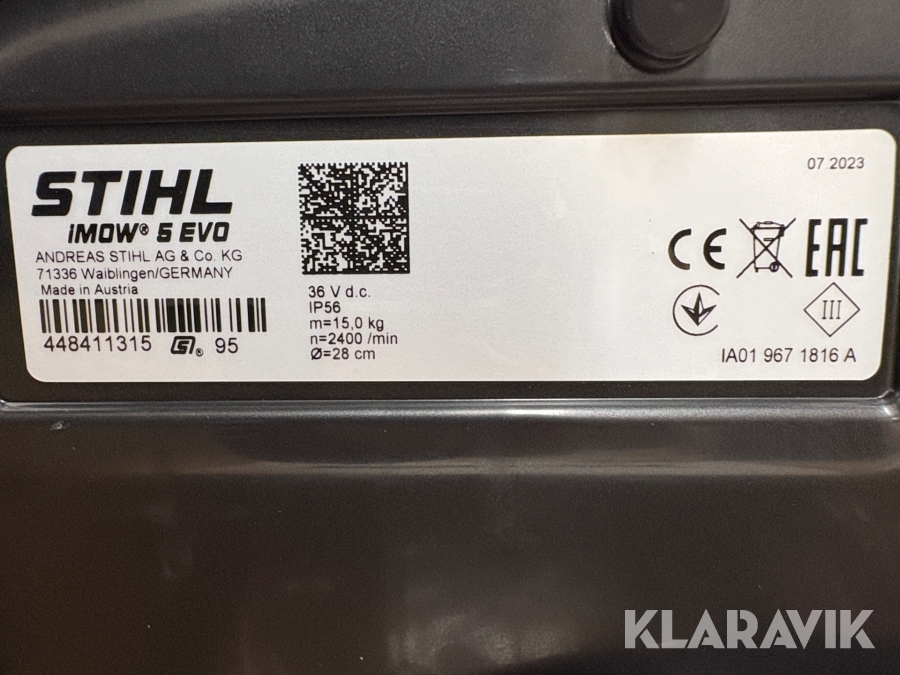 STIHL
iMOW® 5 EVO
ANDREAS STIHL AG & Co. KG
71336 Waiblingen/GERMANY
Made in Austria
448411315 S® 95
36 V d.c.
IP56
m=15,0 kg
n=2400 /min
Ø=28 cm
07.2023
CE EAC
III
IA01 967 1816 A
KLARAVIK